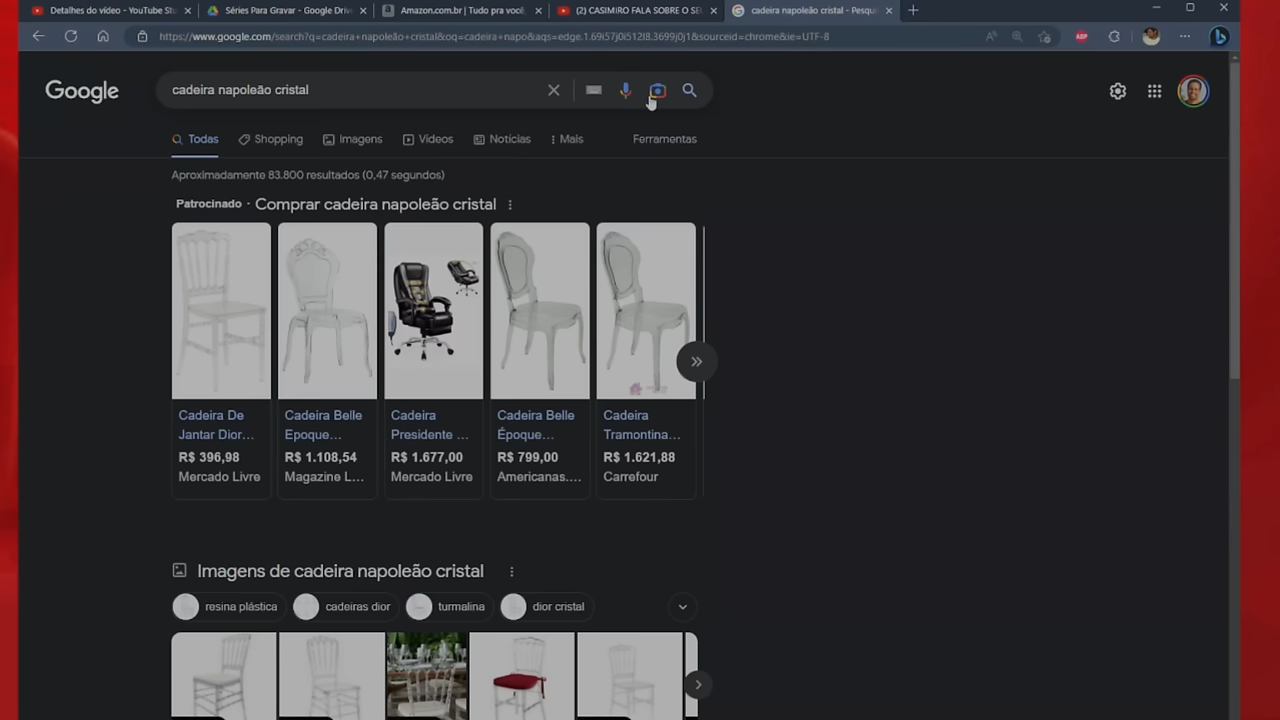 Detalhes do vídeo - YouTube St
Séries Para Gravar - Google Driv
Amazon.com.br | Tudo pra você,
(2) CASIMIRO FALA SOBRE O SE
cadeira napoleão cristal - Pesqu
https://www.google.com/search?q=cadeira+napoleão+cristal&oq=cadeira+napo&aqs=edge.1.69i57j0i512l8.3699j0j1&sourceid=chrome&ie=UTF-8
ABP
Google
cadeira napoleão cristal
Todas
Shopping
Imagens
Vídeos
Notícias
Mais
Ferramentas
Aproximadamente 83.800 resultados (0,47 segundos)
Patrocinado · Comprar cadeira napoleão cristal
Cadeira De
Jantar Dior...
R$ 396,98
Mercado Livre
Cadeira Belle
Epoque...
R$ 1.108,54
Magazine L...
Cadeira
Presidente ...
R$ 1.677,00
Mercado Livre
Cadeira Belle
Époque...
R$ 799,00
Americanas....
Cadeira
Tramontina...
R$ 1.621,88
Carrefour
Imagens de cadeira napoleão cristal
resina plástica
cadeiras dior
turmalina
dior cristal